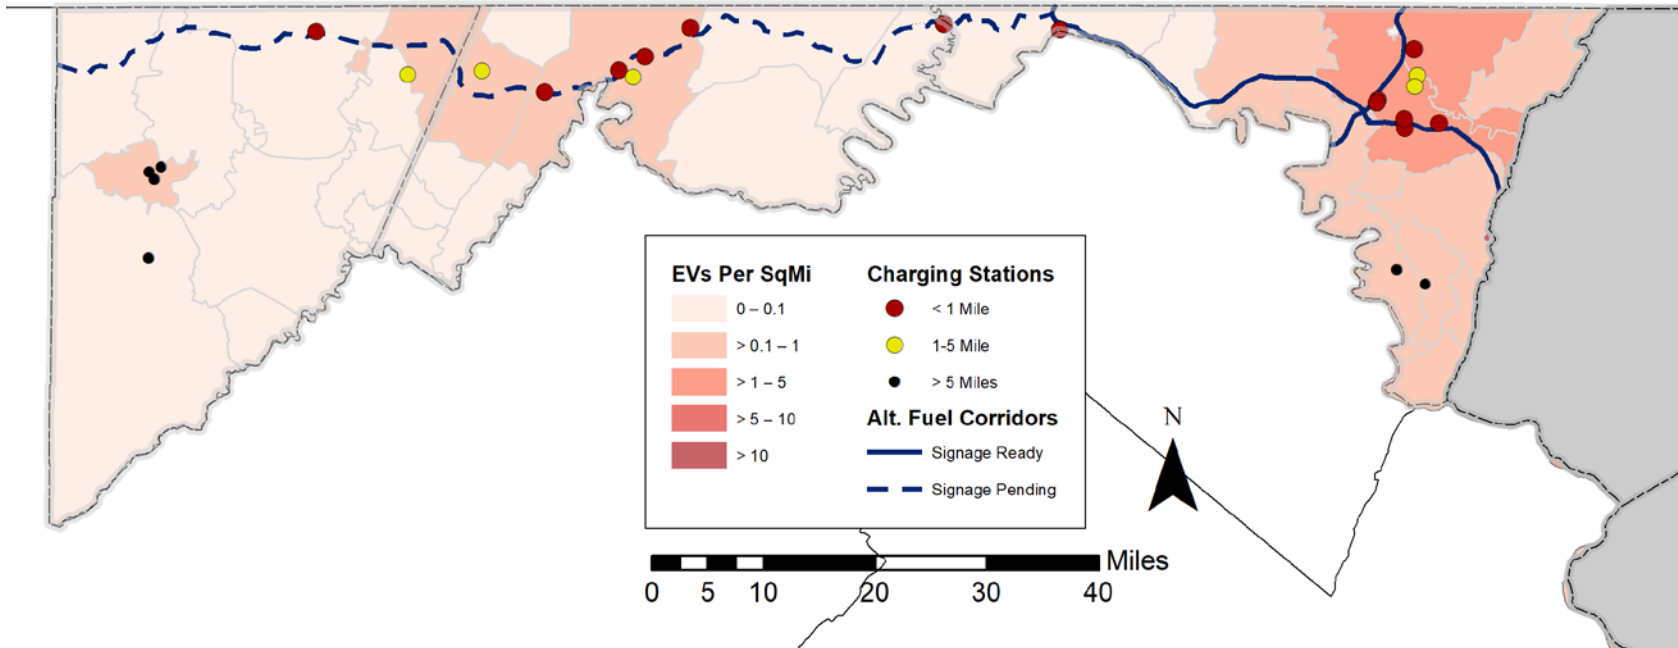 EVs Per SqMi
0 – 0.1
> 0.1 – 1
> 1 – 5
> 5 – 10
> 10
Charging Stations
< 1 Mile
1-5 Mile
> 5 Miles
Alt. Fuel Corridors
Signage Ready
Signage Pending
N
Miles
0 5 10 20 30 40